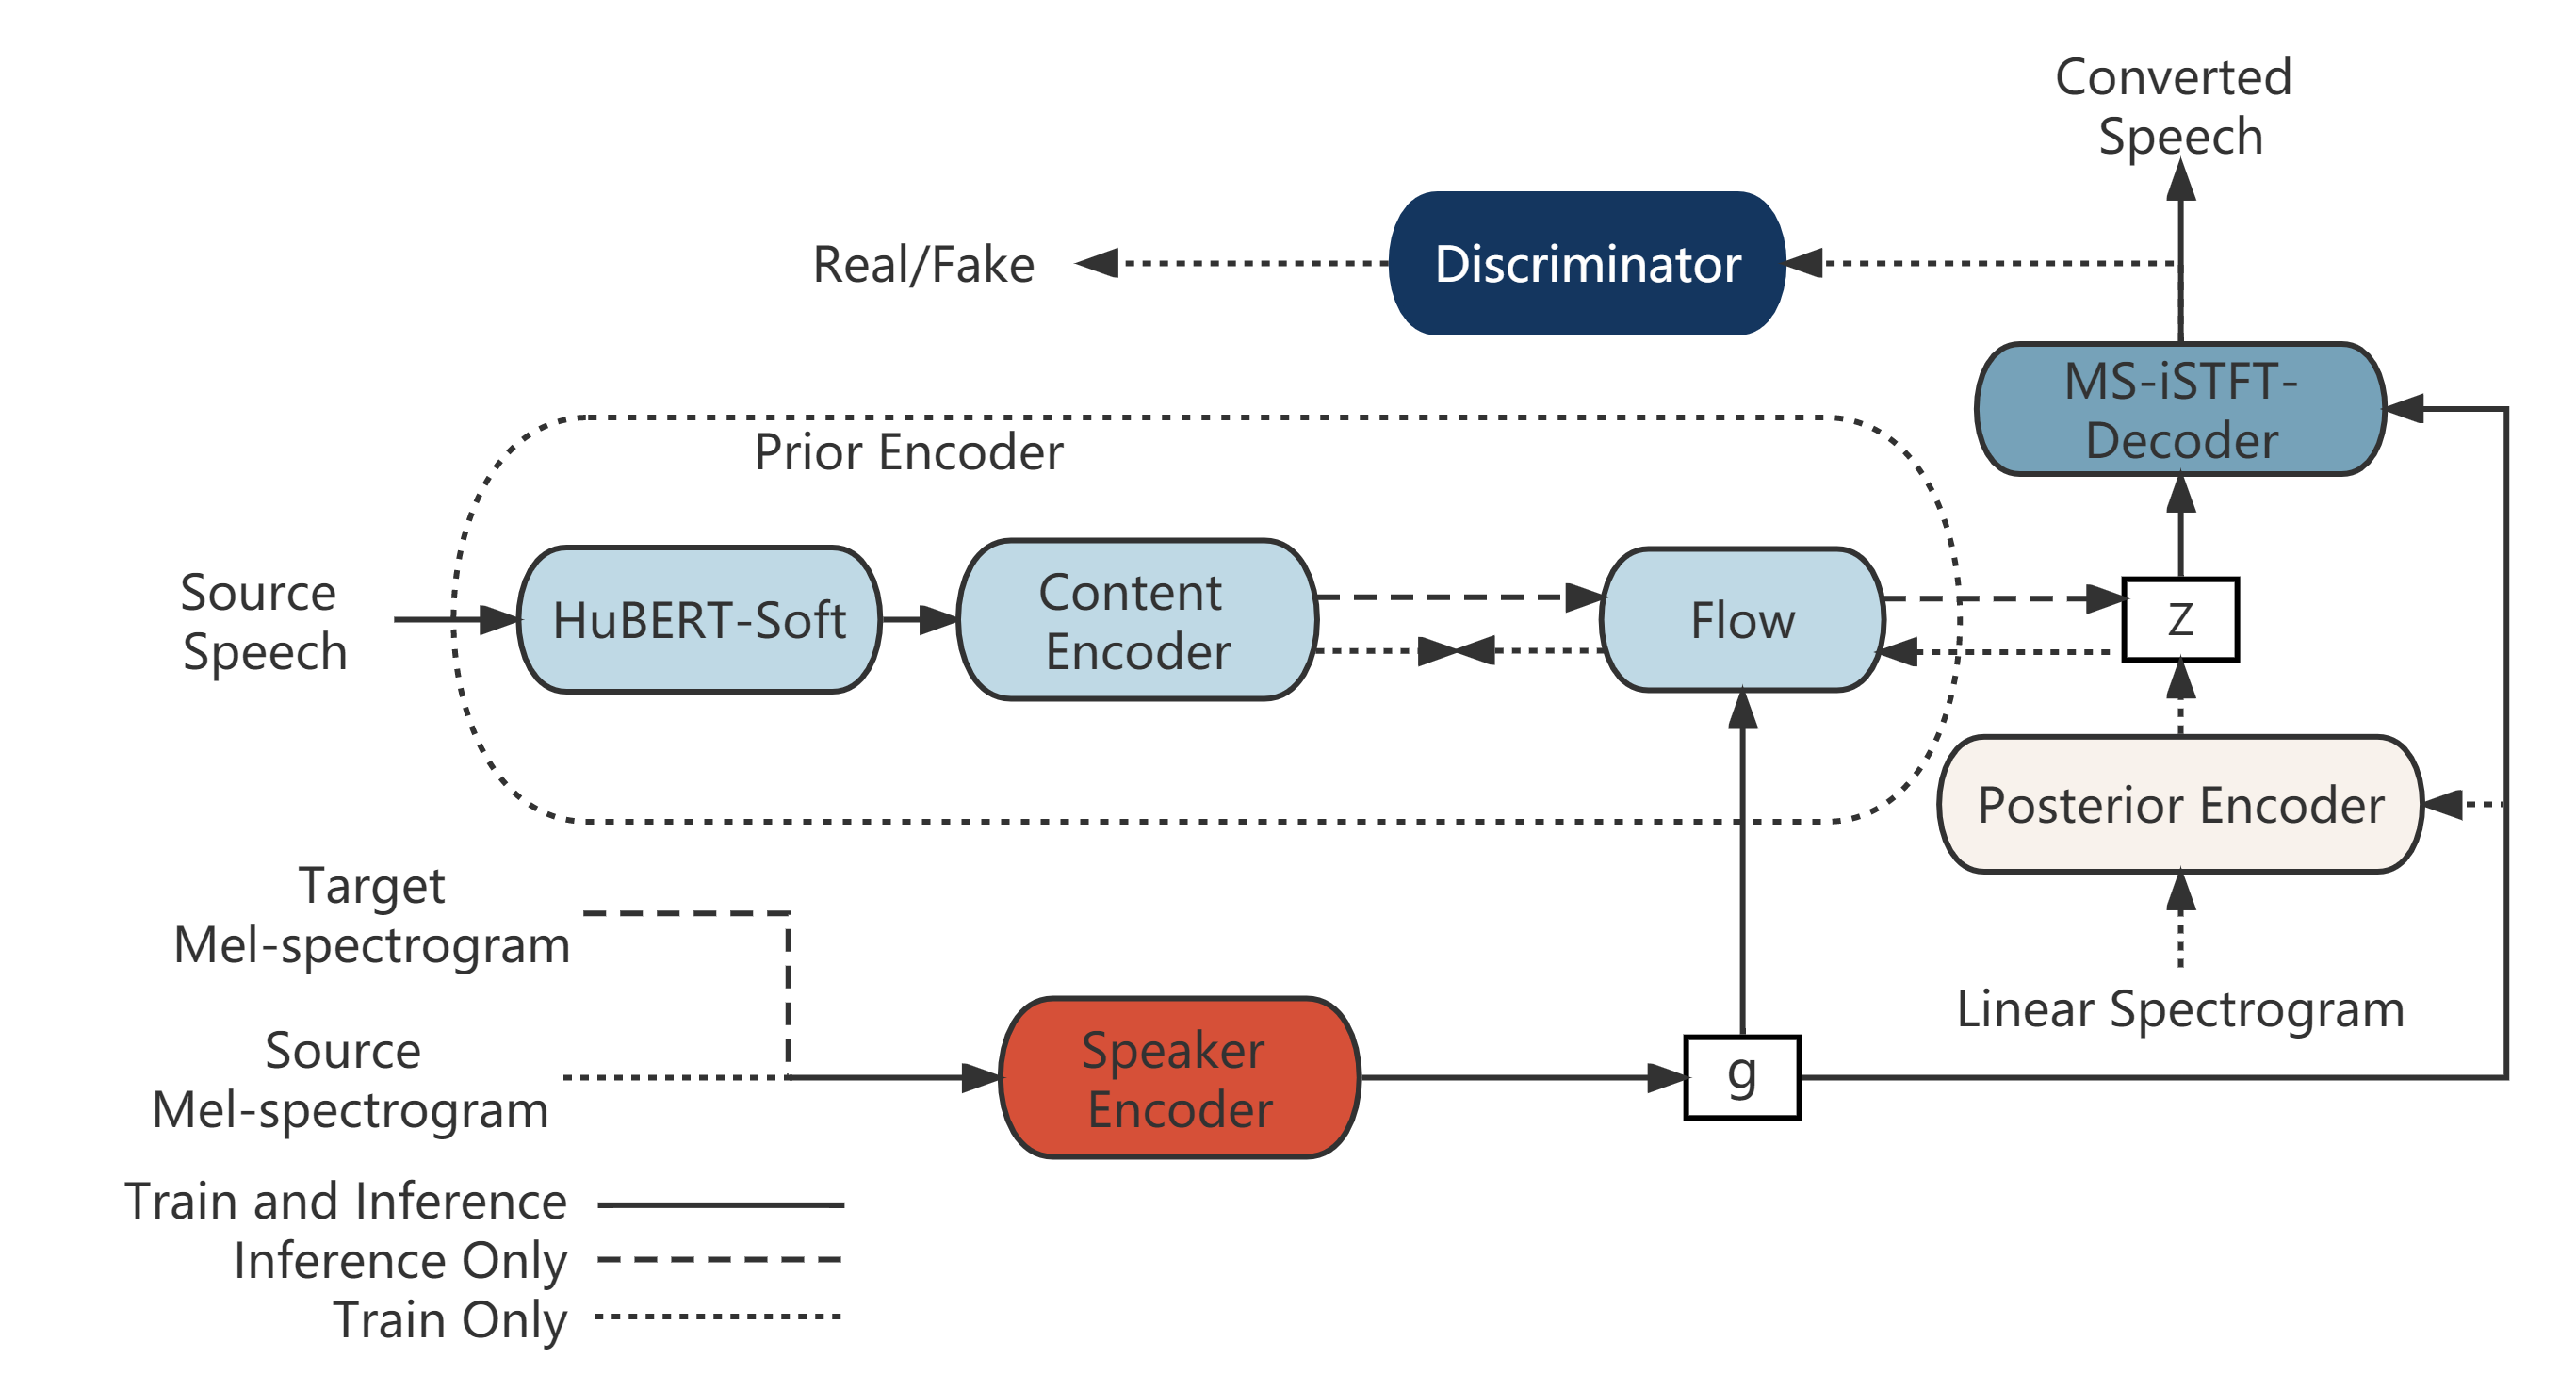 Converted
Speech
Real/Fake
Discriminator
MS-iSTFT-
Decoder
Prior Encoder
Source
Speech
HuBERT-Soft
Content
Encoder
Flow
z
Posterior Encoder
Target
Mel-spectrogram
Linear Spectrogram
Source
Mel-spectrogram
Speaker
Encoder
g
Train and Inference
Inference Only
Train Only